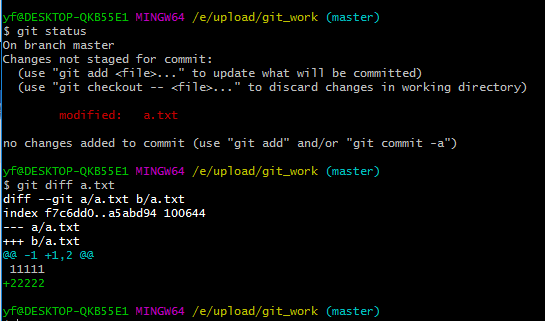 yf@DESKTOP-QKB55E1 MINGW64 /e/upload/git_work (master)
$ git status
On branch master
Changes not staged for commit:
  (use "git add <file>..." to update what will be committed)
  (use "git checkout -- <file>..." to discard changes in working directory)

        modified:   a.txt

no changes added to commit (use "git add" and/or "git commit -a")

yf@DESKTOP-QKB55E1 MINGW64 /e/upload/git_work (master)
$ git diff a.txt
diff --git a/a.txt b/a.txt
index f7c6dd0..a5abd94 100644
--- a/a.txt
+++ b/a.txt
@@ -1 +1,2 @@
 11111
+22222

yf@DESKTOP-QKB55E1 MINGW64 /e/upload/git_work (master)